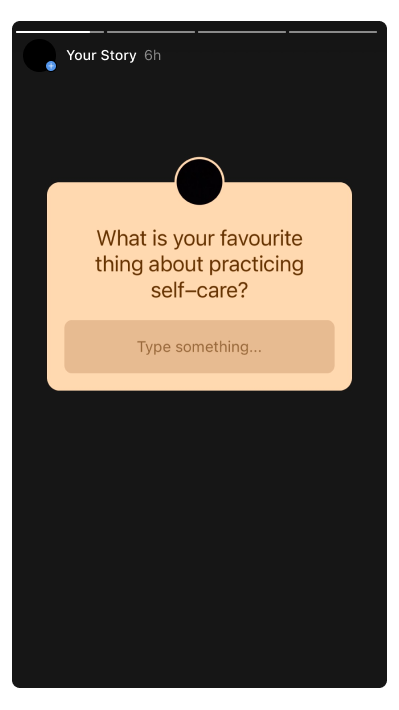 Your Story 6h
What is your favourite
thing about practicing
self-care?
Type something...